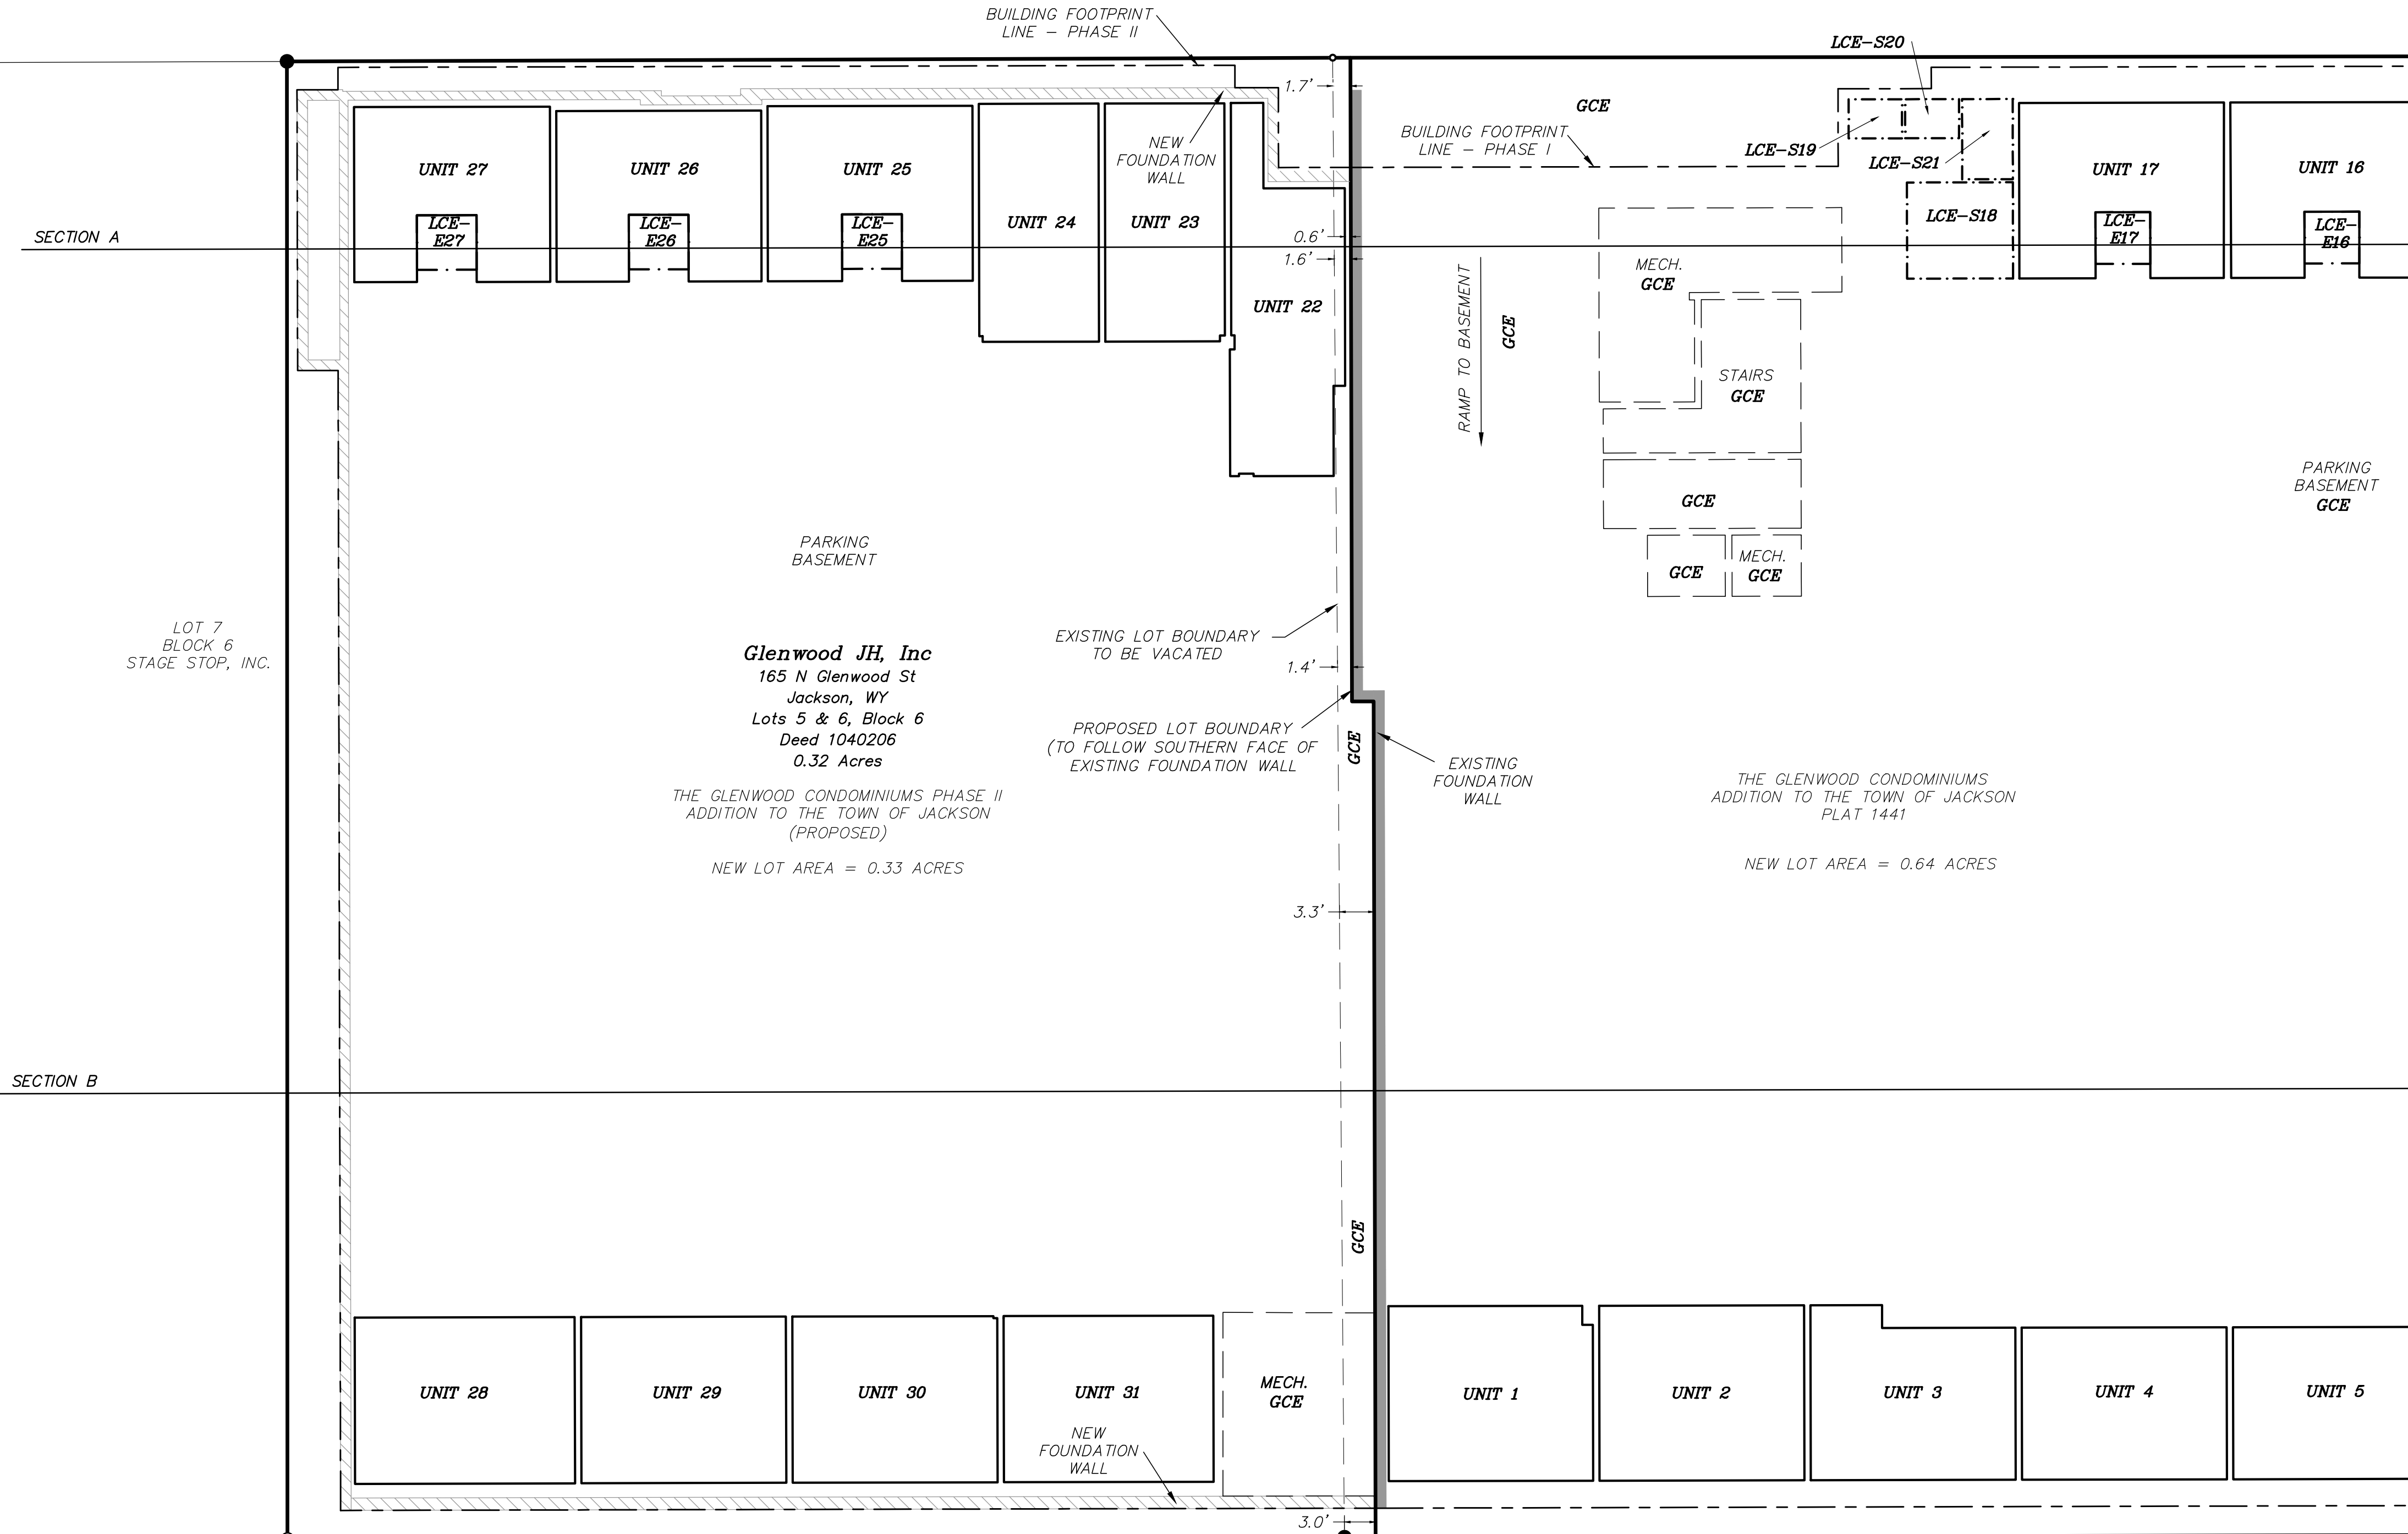 BUILDING FOOTPRINT
LINE – PHASE II
LCE–S20
1.7'
GCE
BUILDING FOOTPRINT
LINE – PHASE I
NEW
FOUNDATION
WALL
LCE–S19
LCE–S21
UNIT 27
UNIT 26
UNIT 25
UNIT 17
UNIT 16
LCE–
E27
LCE–
E26
LCE–
E25
UNIT 24
UNIT 23
LCE–S18
LCE–
E17
LCE–
E16
SECTION A
0.6'
1.6'
MECH.
GCE
UNIT 22
RAMP TO BASEMENT
GCE
STAIRS
GCE
PARKING
BASEMENT
GCE
GCE
PARKING
BASEMENT
GCE
MECH.
GCE
LOT 7
BLOCK 6
STAGE STOP, INC.
EXISTING LOT BOUNDARY
TO BE VACATED
1.4'
Glenwood JH, Inc
165 N Glenwood St
Jackson, WY
Lots 5 & 6, Block 6
Deed 1040206
0.32 Acres
PROPOSED LOT BOUNDARY
(TO FOLLOW SOUTHERN FACE OF
EXISTING FOUNDATION WALL
GCE
EXISTING
FOUNDATION
WALL
THE GLENWOOD CONDOMINIUMS PHASE II
ADDITION TO THE TOWN OF JACKSON
(PROPOSED)
NEW LOT AREA = 0.33 ACRES
THE GLENWOOD CONDOMINIUMS
ADDITION TO THE TOWN OF JACKSON
PLAT 1441
NEW LOT AREA = 0.64 ACRES
3.3'
SECTION B
GCE
UNIT 28
UNIT 29
UNIT 30
UNIT 31
MECH.
GCE
UNIT 1
UNIT 2
UNIT 3
UNIT 4
UNIT 5
NEW
FOUNDATION
WALL
3.0'